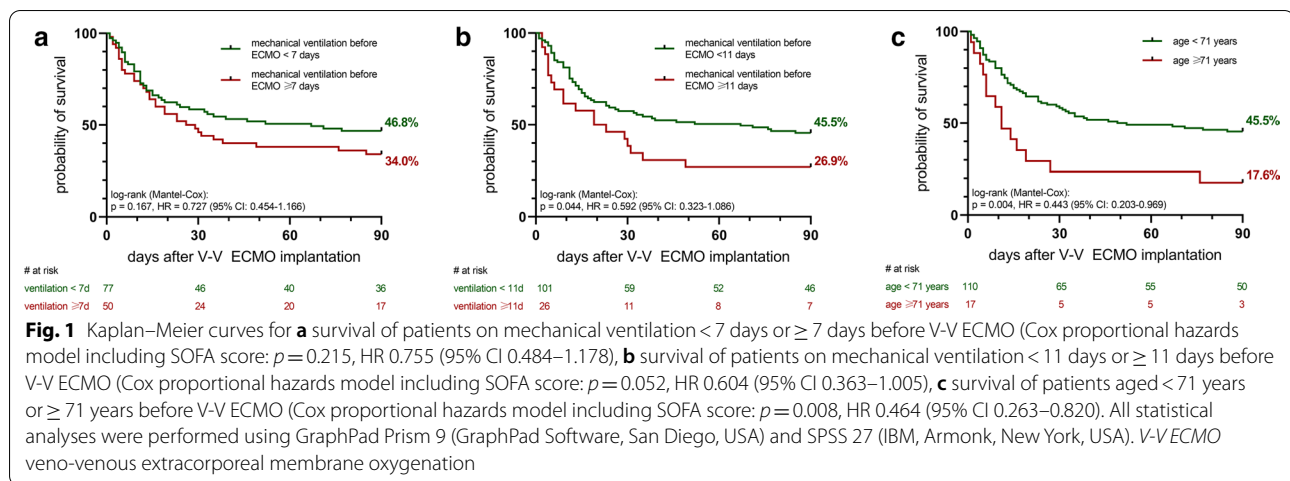 a
mechanical ventilation before
ECMO < 7 days
mechanical ventilation before
ECMO ⩾7 days
probability of survival
100
50
0
46.8%
34.0%
log-rank (Mantel-Cox):
p = 0.167, HR = 0.727 (95% CI: 0.454-1.166)
0 30 60 90
days after V-V ECMO implantation
# at risk
ventilation < 7d 77 46 40 36
ventilation ⩾7d 50 24 20 17
b
mechanical ventilation before
ECMO <11 days
mechanical ventilation before
ECMO ⩾11 days
probability of survival
100
50
0
45.5%
26.9%
log-rank (Mantel-Cox):
p = 0.044, HR = 0.592 (95% CI: 0.323-1.086)
0 30 60 90
days after V-V ECMO implantation
# at risk
ventilation < 11d 101 59 52 46
ventilation ⩾11d 26 11 8 7
c
age < 71 years
age ⩾71 years
probability of survival
100
50
0
45.5%
17.6%
log-rank (Mantel-Cox):
p = 0.004, HR = 0.443 (95% CI: 0.203-0.969)
0 30 60 90
days after V-V ECMO implantation
# at risk
age < 71 years 110 65 55 50
age ⩾71 years 17 5 5 3
Fig. 1 Kaplan–Meier curves for a survival of patients on mechanical ventilation < 7 days or ≥ 7 days before V-V ECMO (Cox proportional hazards
model including SOFA score: p = 0.215, HR 0.755 (95% CI 0.484–1.178), b survival of patients on mechanical ventilation < 11 days or ≥ 11 days before
V-V ECMO (Cox proportional hazards model including SOFA score: p = 0.052, HR 0.604 (95% CI 0.363–1.005), c survival of patients aged < 71 years
or ≥ 71 years before V-V ECMO (Cox proportional hazards model including SOFA score: p = 0.008, HR 0.464 (95% CI 0.263–0.820). All statistical
analyses were performed using GraphPad Prism 9 (GraphPad Software, San Diego, USA) and SPSS 27 (IBM, Armonk, New York, USA). V-V ECMO
veno-venous extracorporeal membrane oxygenation